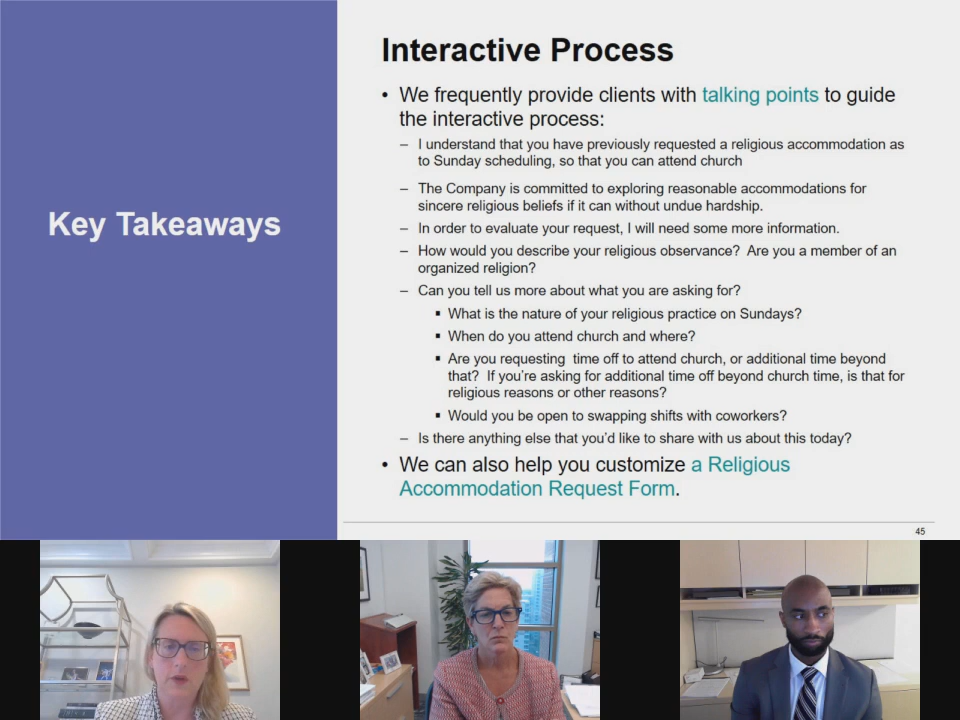 Key Takeaways
Interactive Process
• We frequently provide clients with talking points to guide
the interactive process:
– I understand that you have previously requested a religious accommodation as
to Sunday scheduling, so that you can attend church
– The Company is committed to exploring reasonable accommodations for
sincere religious beliefs if it can without undue hardship.
– In order to evaluate your request, I will need some more information.
– How would you describe your religious observance? Are you a member of an
organized religion?
– Can you tell us more about what you are asking for?
▪ What is the nature of your religious practice on Sundays?
▪ When do you attend church and where?
▪ Are you requesting time off to attend church, or additional time beyond
that? If you’re asking for additional time off beyond church time, is that for
religious reasons or other reasons?
▪ Would you be open to swapping shifts with coworkers?
– Is there anything else that you’d like to share with us about this today?
• We can also help you customize a Religious
Accommodation Request Form.
45